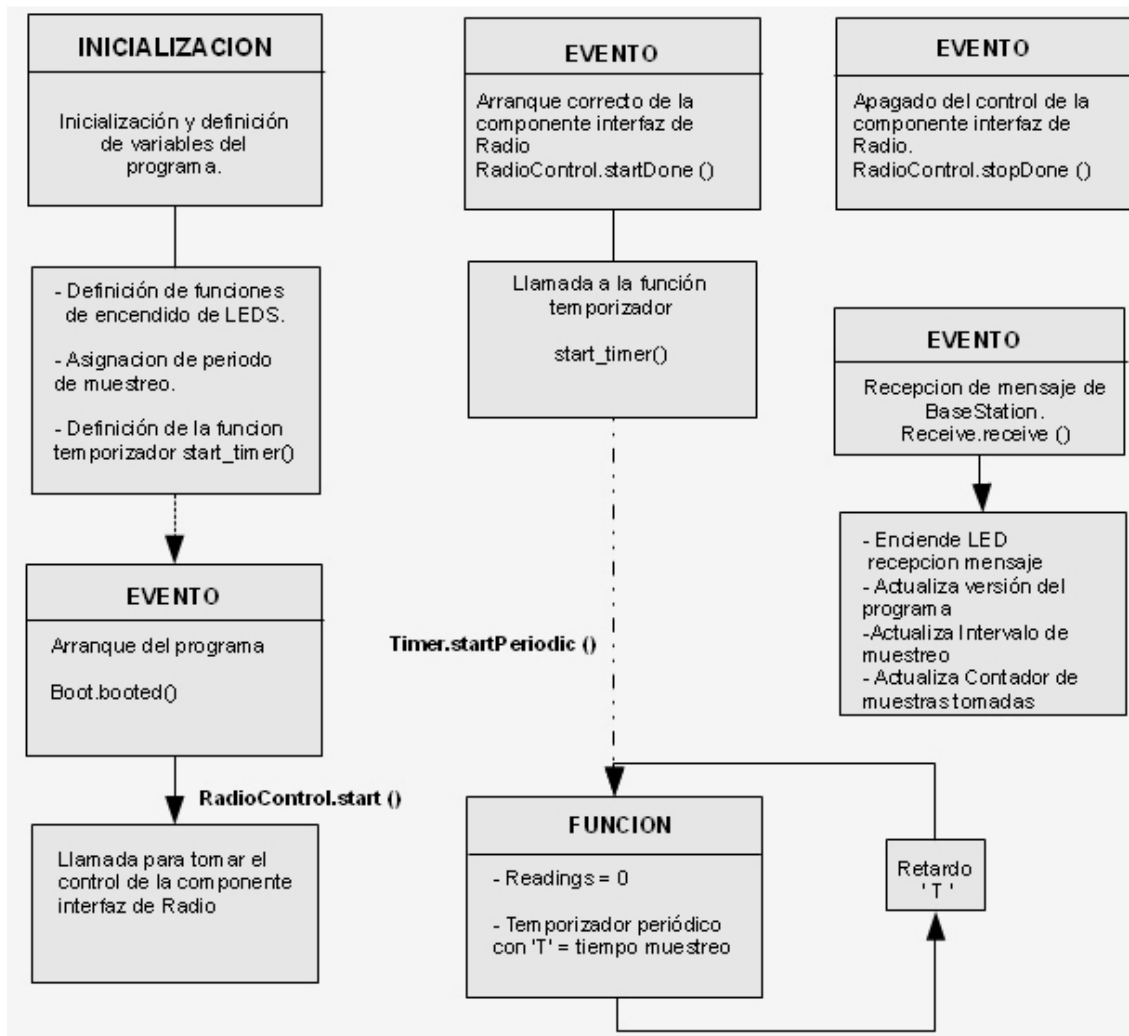 INICIALIZACION
Inicialización y definición
de variables del
programa.
- Definición de funciones
de encendido de LEDS.
- Asignacion de periodo
de muestreo.
- Definición de la funcion
temporizador start_timer()
EVENTO
Arranque del programa
Boot.booted()
RadioControl.start ()
Llamada para tomar el
control de la componente
interfaz de Radio
EVENTO
Arranque correcto de la
componente interfaz de
Radio
RadioControl.startDone ()
Llamada a la función
temporizador
start_timer()
Timer.startPeriodic ()
FUNCION
- Readings = 0
- Temporizador periódico
con 'T' = tiempo muestreo
Retardo
' T '
EVENTO
Apagado del control de la
componente interfaz de
Radio.
RadioControl.stopDone ()
EVENTO
Recepcion de mensaje de
BaseStation.
Receive.receive ()
- Enciende LED
recepcion mensaje
- Actualiza versión del
programa
-Actualiza Intervalo de
muestreo
- Actualiza Contador de
muestras tomadas